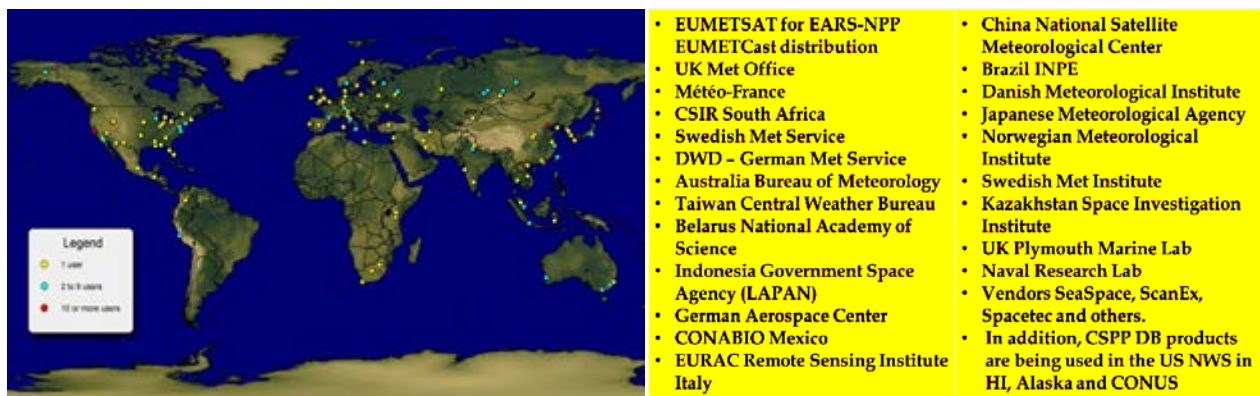 Legend
1 user
2 to 9 users
10 or more users
• EUMETSAT for EARS-NPP
EUMETCast distribution
• UK Met Office
• Météo-France
• CSIR South Africa
• Swedish Met Service
• DWD – German Met Service
• Australia Bureau of Meteorology
• Taiwan Central Weather Bureau
• Belarus National Academy of
Science
• Indonesia Government Space
Agency (LAPAN)
• German Aerospace Center
• CONABIO Mexico
• EURAC Remote Sensing Institute
Italy
• China National Satellite
Meteorological Center
• Brazil INPE
• Danish Meteorological Institute
• Japanese Meteorological Agency
• Norwegian Meteorological
Institute
• Swedish Met Institute
• Kazakhstan Space Investigation
Institute
• UK Plymouth Marine Lab
• Naval Research Lab
• Vendors SeaSpace, ScanEx,
Spacetec and others.
• In addition, CSPP DB products
are being used in the US NWS in
HI, Alaska and CONUS